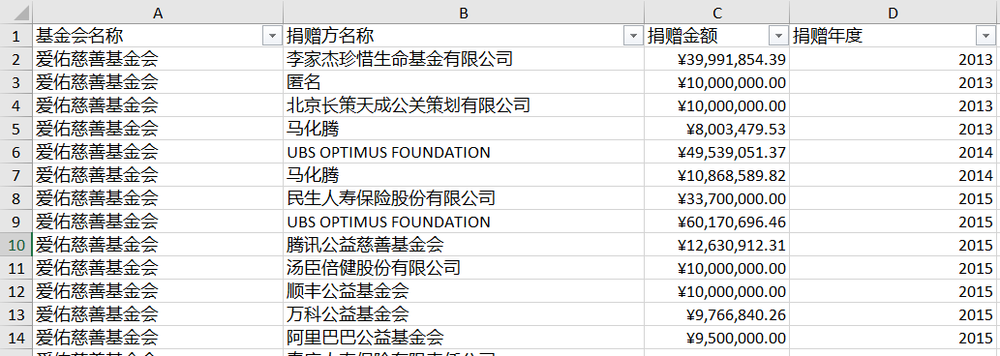 A B C D
1 基金会名称 捐赠方名称 捐赠金额 捐赠年度
2 爱佑慈善基金会 李家杰珍惜生命基金有限公司 ¥39,991,854.39 2013
3 爱佑慈善基金会 匿名 ¥10,000,000.00 2013
4 爱佑慈善基金会 北京长策天成公关策划有限公司 ¥10,000,000.00 2013
5 爱佑慈善基金会 马化腾 ¥8,003,479.53 2013
6 爱佑慈善基金会 UBS OPTIMUS FOUNDATION ¥49,539,051.37 2014
7 爱佑慈善基金会 马化腾 ¥10,868,589.82 2014
8 爱佑慈善基金会 民生人寿保险股份有限公司 ¥33,700,000.00 2015
9 爱佑慈善基金会 UBS OPTIMUS FOUNDATION ¥60,170,696.46 2015
10 爱佑慈善基金会 腾讯公益慈善基金会 ¥12,630,912.31 2015
11 爱佑慈善基金会 汤臣倍健股份有限公司 ¥10,000,000.00 2015
12 爱佑慈善基金会 顺丰公益基金会 ¥10,000,000.00 2015
13 爱佑慈善基金会 万科公益基金会 ¥9,766,840.26 2015
14 爱佑慈善基金会 阿里巴巴公益基金会 ¥9,500,000.00 2015